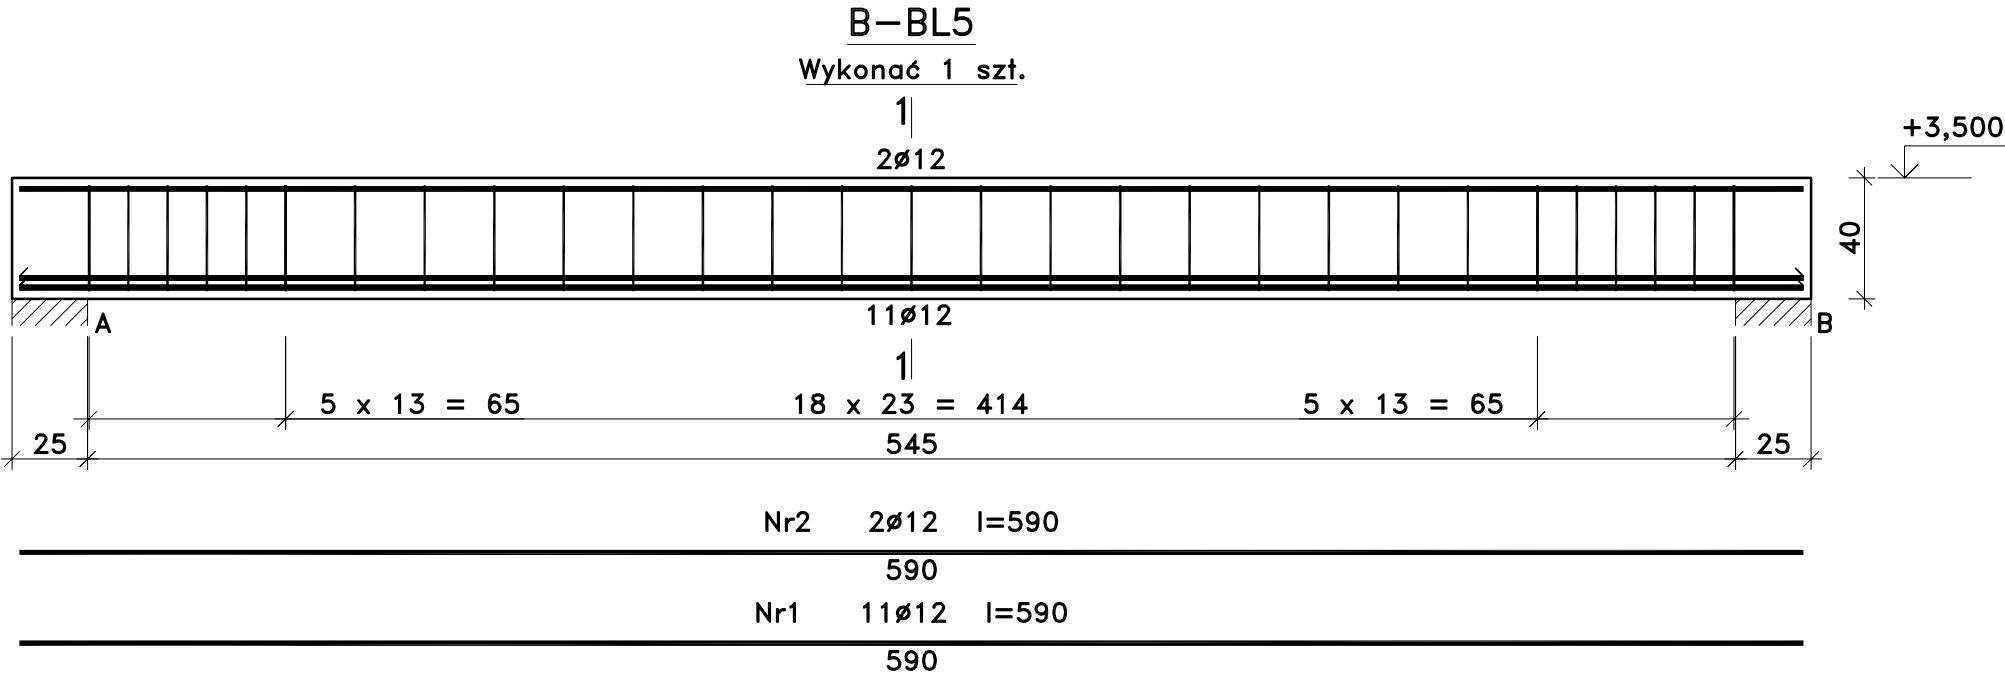 B-BL5
Wykonać 1 szt.
1
2ø12
+3,500
40
11ø12
A
B
1
5 x 13 = 65
18 x 23 = 414
5 x 13 = 65
25
545
25
Nr2 2ø12 l=590
590
Nr1 11ø12 l=590
590